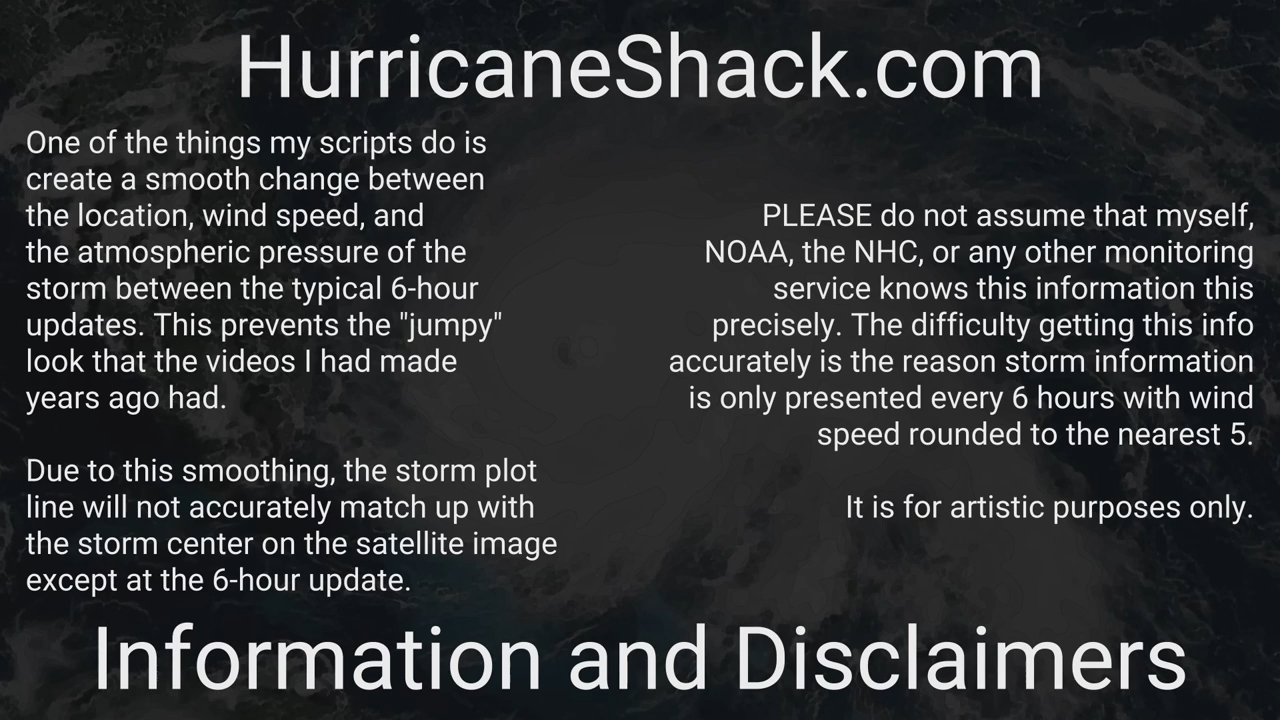 HurricaneShack.com
One of the things my scripts do is
create a smooth change between
the location, wind speed, and
the atmospheric pressure of the
storm between the typical 6-hour
updates. This prevents the "jumpy"
look that the videos I had made
years ago had.
Due to this smoothing, the storm plot
line will not accurately match up with
the storm center on the satellite image
except at the 6-hour update.
PLEASE do not assume that myself,
NOAA, the NHC, or any other monitoring
service knows this information this
precisely. The difficulty getting this info
accurately is the reason storm information
is only presented every 6 hours with wind
speed rounded to the nearest 5.
It is for artistic purposes only.
Information and Disclaimers